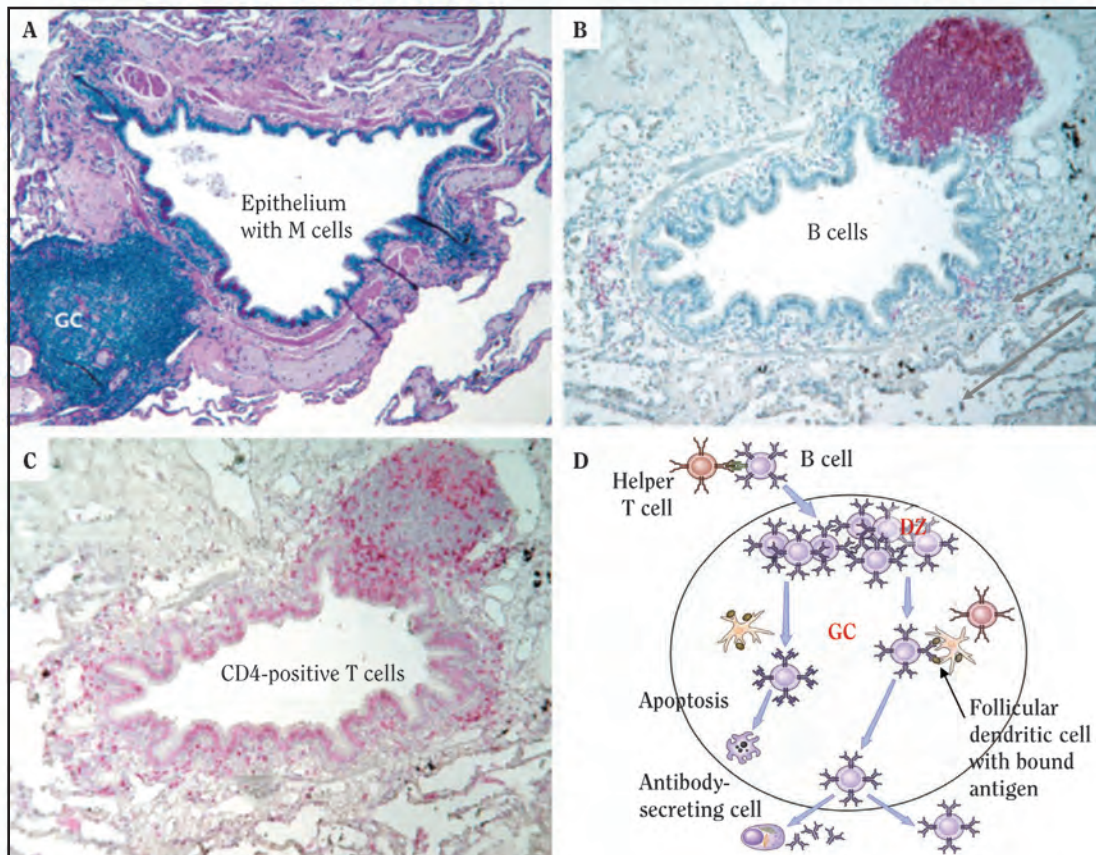 A
Epithelium
with M cells
GC
B
B cells
C
CD4-positive T cells
D
B cell
Helper
T cell
DZ
GC
Apoptosis
Follicular
dendritic cell
with bound
antigen
Antibody-
secreting cell